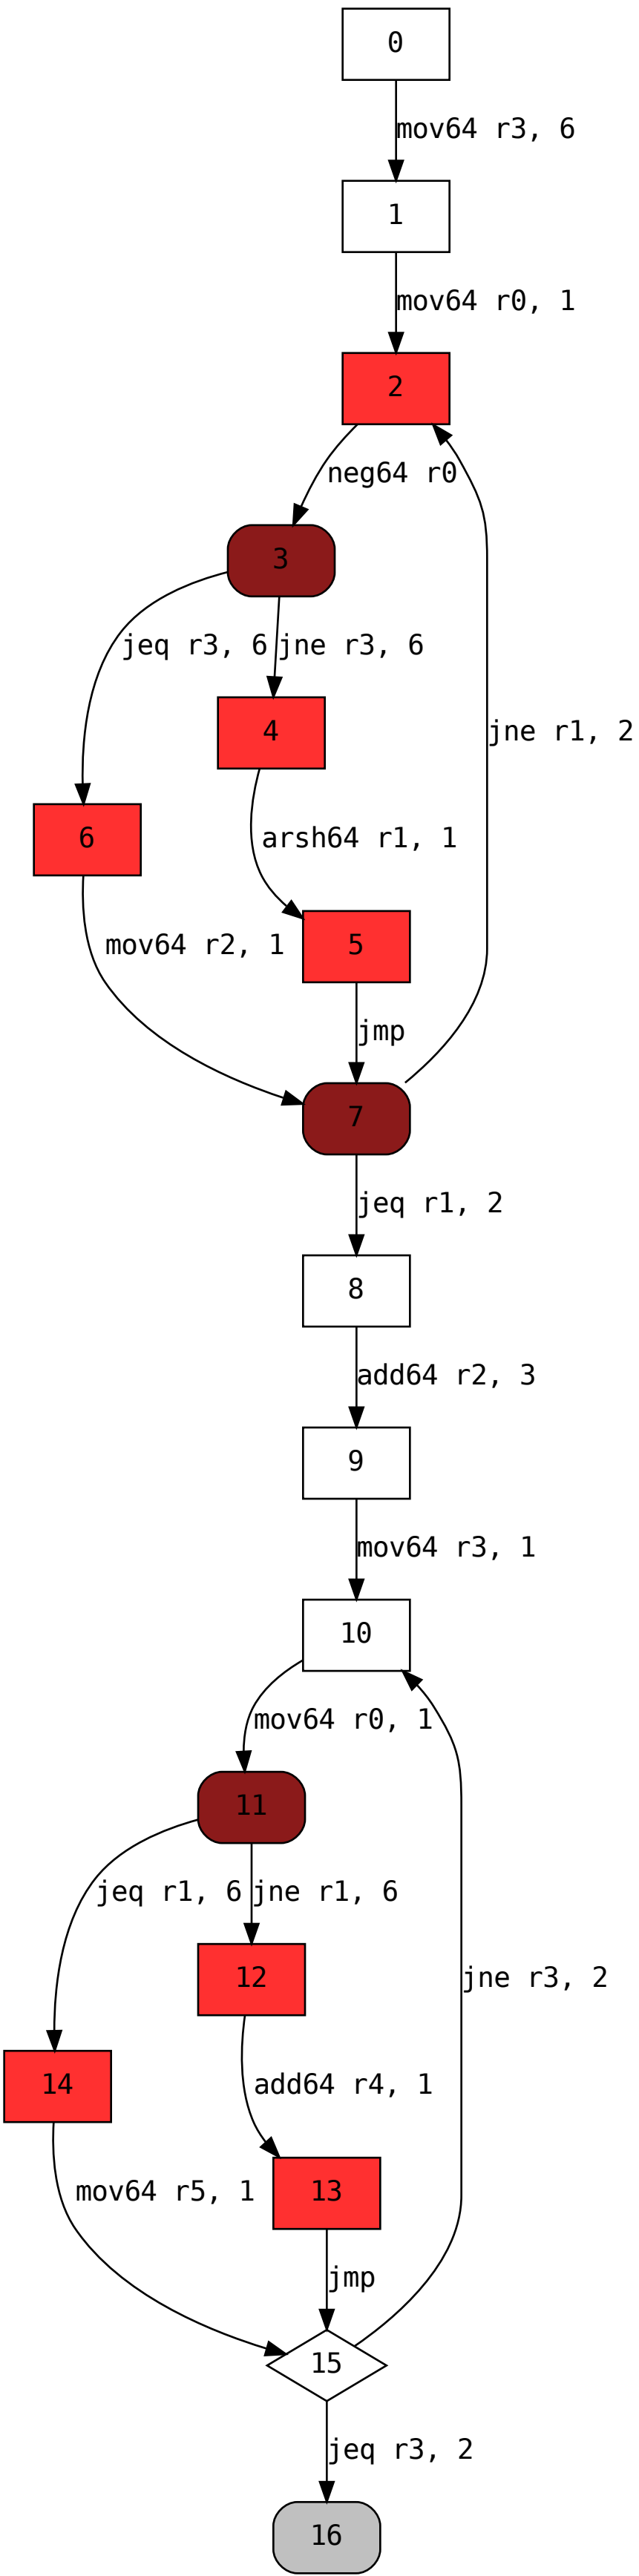 0
mov64 r3, 6
1
mov64 r0, 1
2
neg64 r0
3
jeq r3, 6
jne r3, 6
4
jne r1, 2
6
arsh64 r1, 1
mov64 r2, 1
5
jmp
7
jeq r1, 2
8
add64 r2, 3
9
mov64 r3, 1
10
mov64 r0, 1
11
jeq r1, 6
jne r1, 6
12
jne r3, 2
14
add64 r4, 1
mov64 r5, 1
13
jmp
15
jeq r3, 2
16